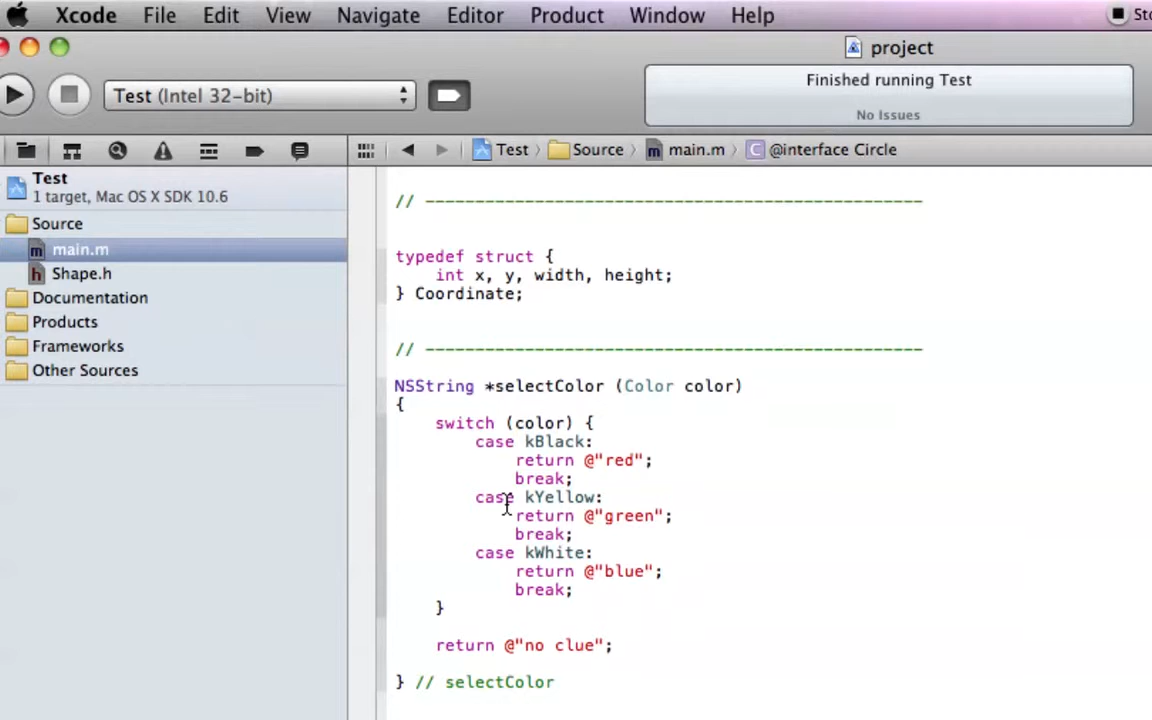 Xcode File Edit View Navigate Editor Product Window Help
project
Test (Intel 32-bit)
Finished running Test
No Issues
Test Source main.m @interface Circle
Test
1 target, Mac OS X SDK 10.6
Source
main.m
Shape.h
Documentation
Products
Frameworks
Other Sources
// --------------------------------------------------
typedef struct {
int x, y, width, height;
} Coordinate;
// --------------------------------------------------
NSString *selectColor (Color color)
{
switch (color) {
case kBlack:
return @"red";
break;
case kYellow:
return @"green";
break;
case kWhite:
return @"blue";
break;
}
return @"no clue";
} // selectColor